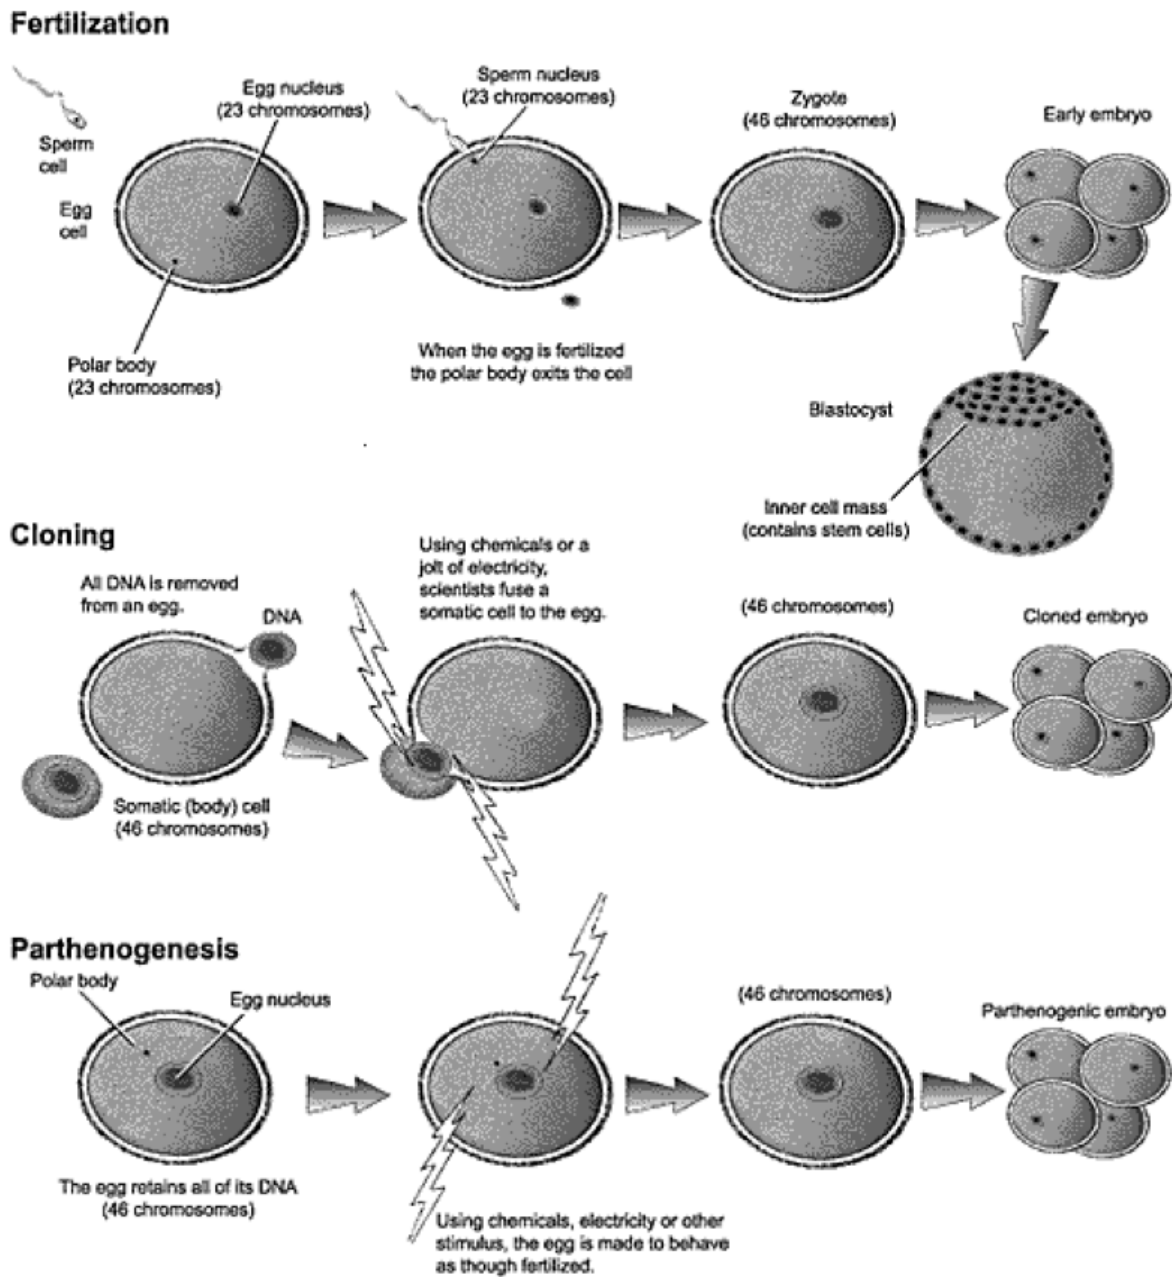 Fertilization
Sperm
cell
Egg nucleus
(23 chromosomes)
Sperm nucleus
(23 chromosomes)
Zygote
(46 chromosomes)
Early embryo
Egg
cell
Polar body
(23 chromosomes)
When the egg is fertilized
the polar body exits the cell
Blastocyst
Inner cell mass
(contains stem cells)
Cloning
All DNA is removed
from an egg.
DNA
Using chemicals or a
jolt of electricity,
scientists fuse a
somatic cell to the egg.
(46 chromosomes)
Cloned embryo
Somatic (body) cell
(46 chromosomes)
Parthenogenesis
Polar body
Egg nucleus
(46 chromosomes)
Parthenogenic embryo
The egg retains all of its DNA
(46 chromosomes)
Using chemicals, electricity or other
stimulus, the egg is made to behave
as though fertilized.